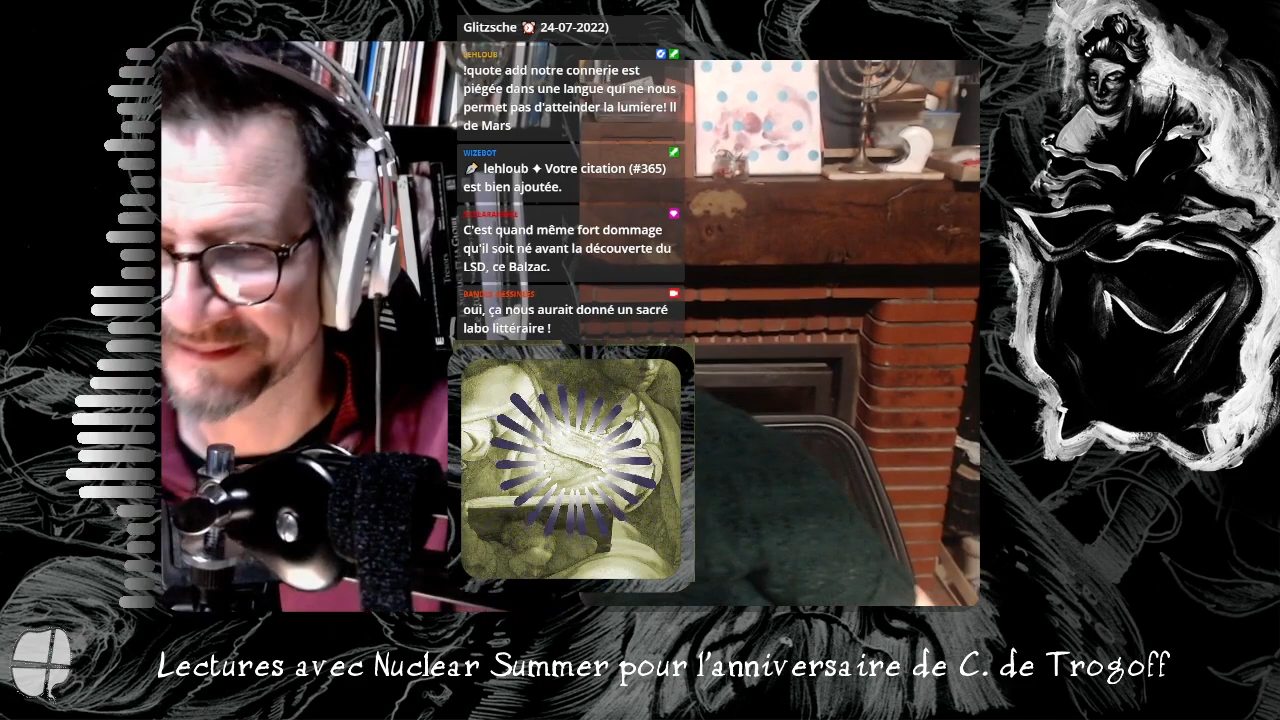 Glitzsche ⏰ 24-07-2022)
LEHLOUB
!quote add notre connerie est
piégée dans une langue qui ne nous
permet pas d'atteinder la lumiere! Il
de Mars
WIZEBOT
lehloub ✦ Votre citation (#365)
est bien ajoutée.
C'est quand même fort dommage
qu'il soit né avant la découverte du
LSD, ce Balzac.
oui, ça nous aurait donné un sacré
labo littéraire !
Lectures avec Nuclear Summer pour l'anniversaire de C. de Trogoff